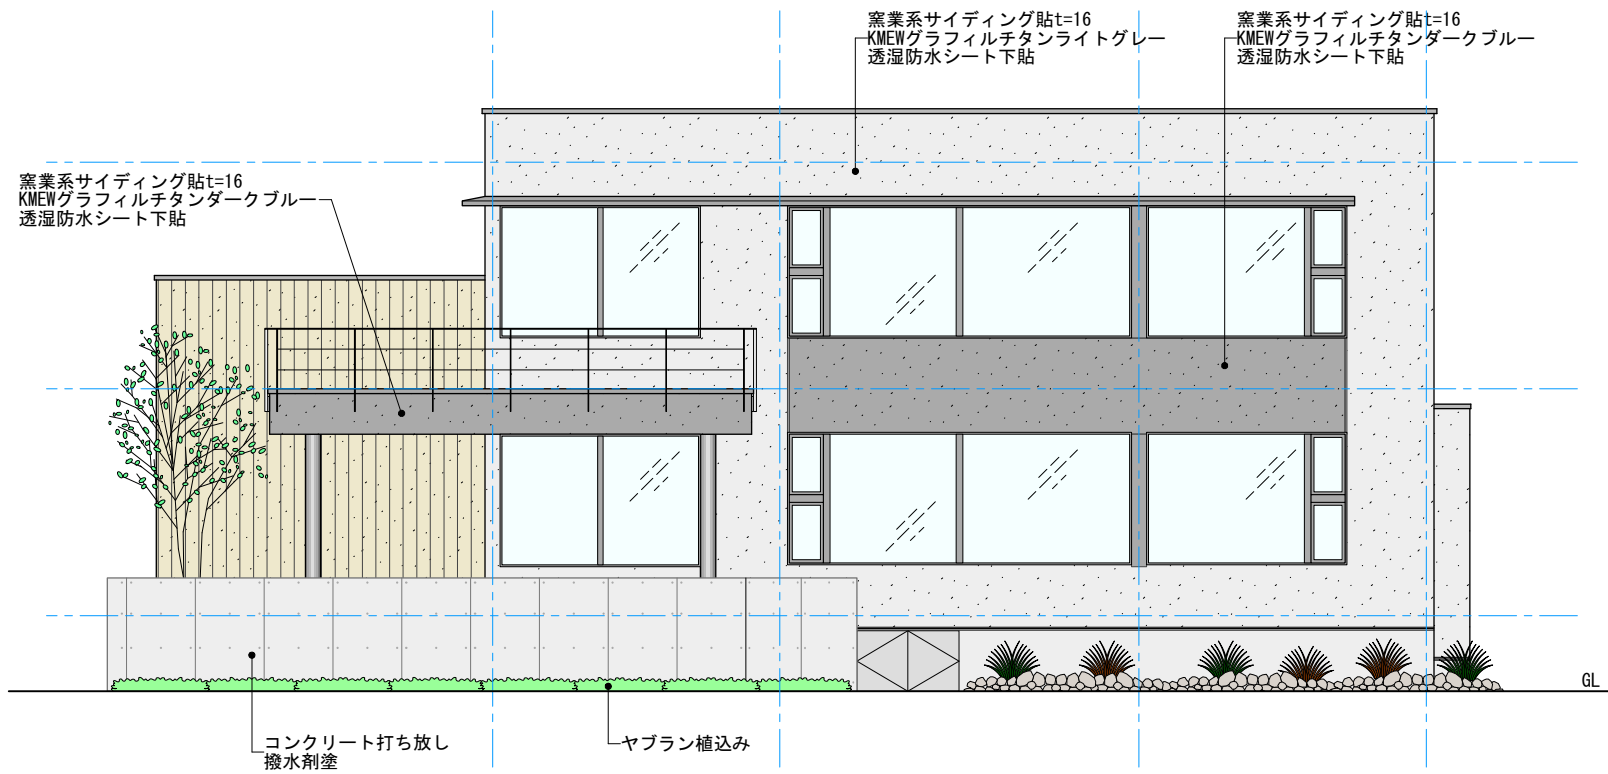 窯業系サイディング貼t=16
KMEWグラフィルチタンライトグレー
透湿防水シート下貼
窯業系サイディング貼t=16
KMEWグラフィルチタンダークブルー
透湿防水シート下貼
窯業系サイディング貼t=16
KMEWグラフィルチタンダークブルー
透湿防水シート下貼
GL
コンクリート打ち放し
撥水剤塗
ヤブラン植込み